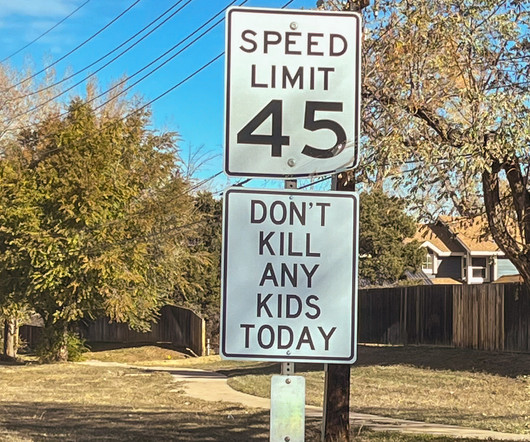 SPEED
LIMIT
45
DON'T
KILL
ANY
KIDS
TODAY